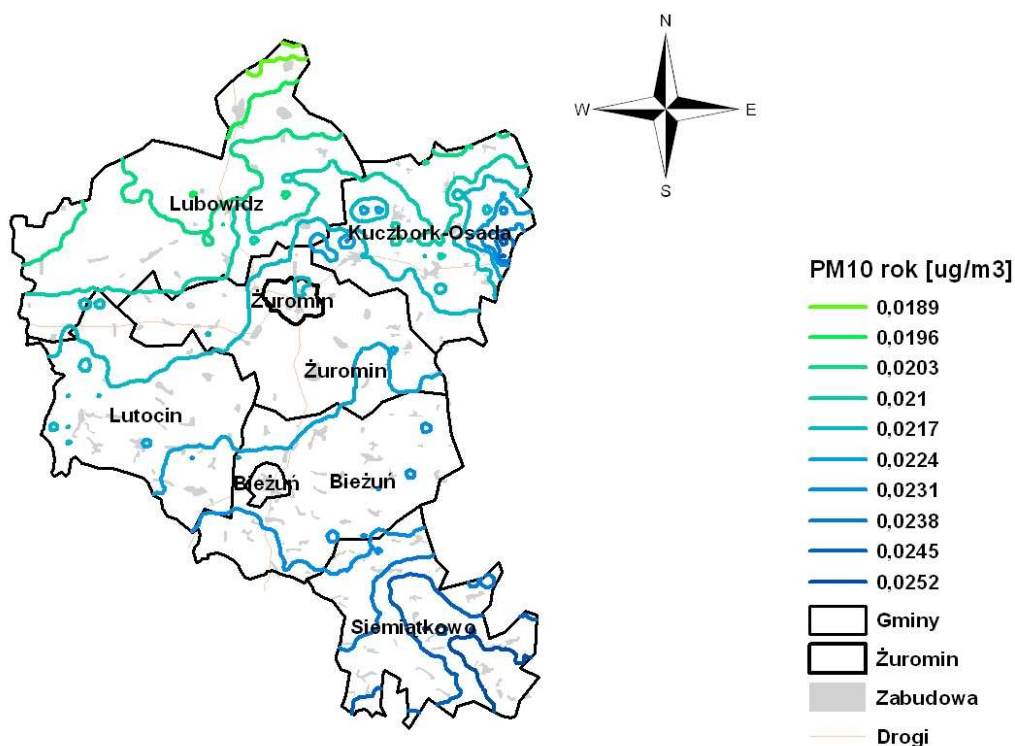 N
W
E
S
Lubowidz
Kuczbork-Osada
Żuromin
Żuromin
Lutocin
Bieżuń
Bieżuń
Siemiątkowo
PM10 rok [ug/m3]
0,0189
0,0196
0,0203
0,021
0,0217
0,0224
0,0231
0,0238
0,0245
0,0252
Gminy
Żuromin
Zabudowa
Drogi